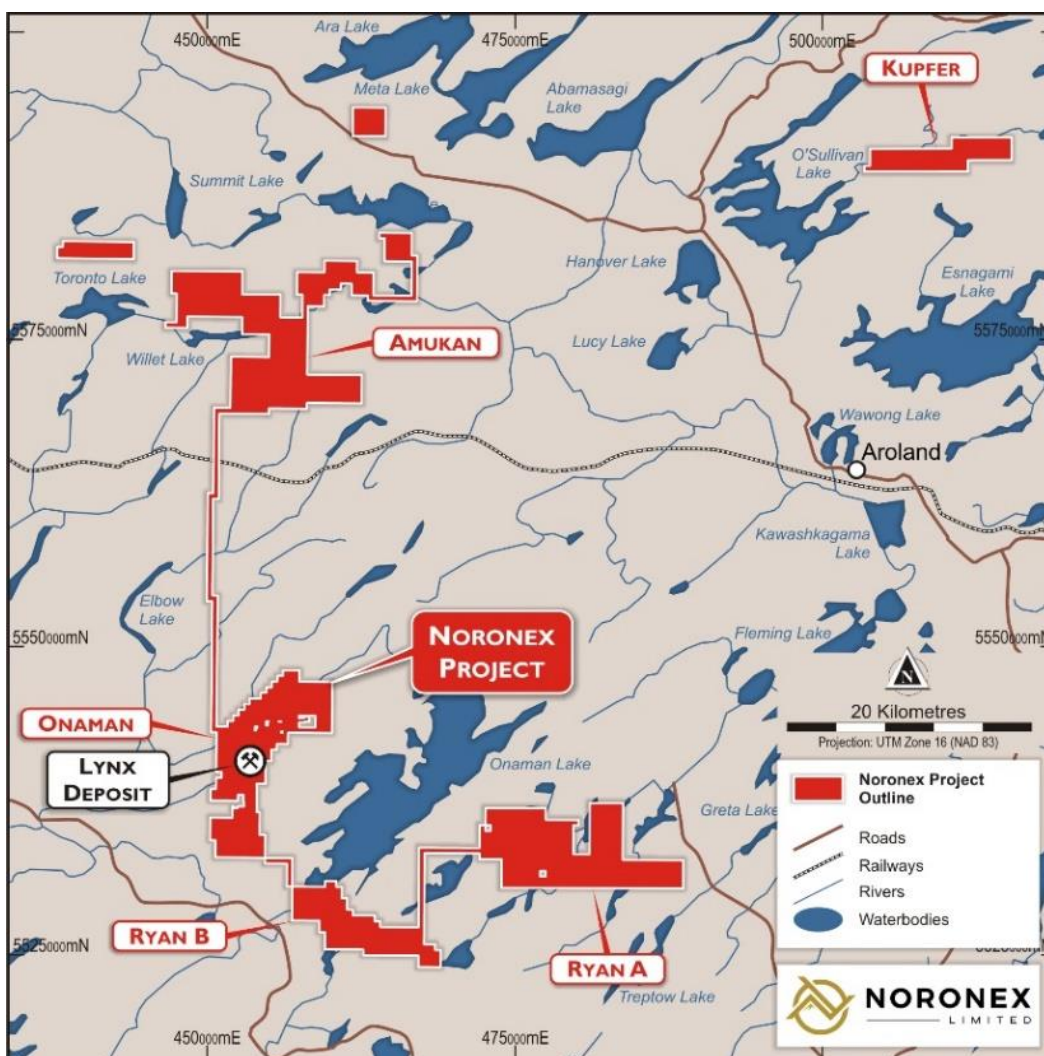 450000mE
475000mE
500000mE
Ara Lake
Meta Lake
Abamasagi
Lake
KUPFER
O'Sullivan
Lake
Summit Lake
Toronto Lake
Hanover Lake
Esnagami
Lake
5575000mN
5575000mN
Willet Lake
AMUKAN
Lucy Lake
Wawong Lake
Aroland
Kawashkagama
Lake
Elbow
Lake
Fleming Lake
5550000mN
5550000mN
NORONEX
PROJECT
N
20 Kilometres
Projection: UTM Zone 16 (NAD 83)
ONAMAN
LYNX
DEPOSIT
Onaman Lake
Greta Lake
Noronex Project
Outline
Roads
Railways
Rivers
Waterbodies
RYAN B
RYAN A
5525000mN
Treptow Lake
450000mE
475000mE
NORONEX
LIMITED